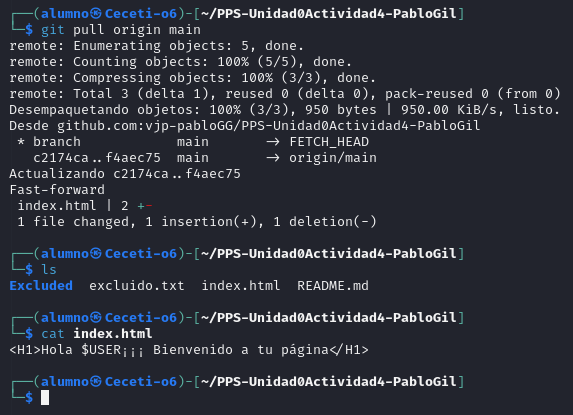 ┌──(alumno㉿Ceceti-o6)-[~/PPS-Unidad0Actividad4-PabloGil]
└─$ git pull origin main
remote: Enumerating objects: 5, done.
remote: Counting objects: 100% (5/5), done.
remote: Compressing objects: 100% (3/3), done.
remote: Total 3 (delta 1), reused 0 (delta 0), pack-reused 0 (from 0)
Desempaquetando objetos: 100% (3/3), 950 bytes | 950.00 KiB/s, listo.
Desde github.com:vjp-pabloGG/PPS-Unidad0Actividad4-PabloGil
 * branch            main       -> FETCH_HEAD
   c2174ca..f4aec75  main       -> origin/main
Actualizando c2174ca..f4aec75
Fast-forward
 index.html | 2 +-
 1 file changed, 1 insertion(+), 1 deletion(-)
┌──(alumno㉿Ceceti-o6)-[~/PPS-Unidad0Actividad4-PabloGil]
└─$ ls
Excluded  excluido.txt  index.html  README.md
┌──(alumno㉿Ceceti-o6)-[~/PPS-Unidad0Actividad4-PabloGil]
└─$ cat index.html
<H1>Hola $USER¡¡¡ Bienvenido a tu página</H1>
┌──(alumno㉿Ceceti-o6)-[~/PPS-Unidad0Actividad4-PabloGil]
└─$